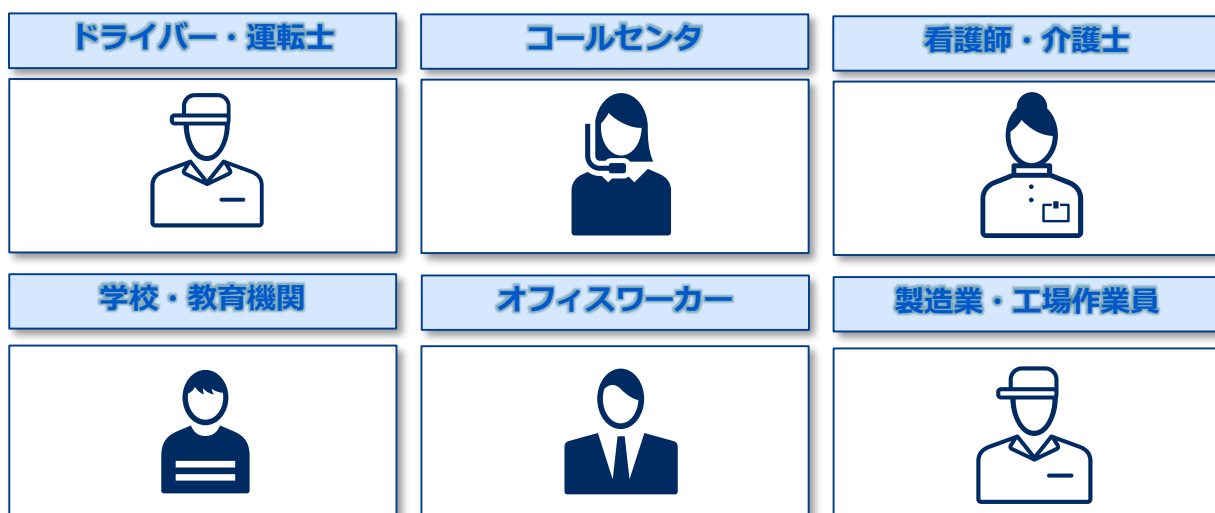 ドライバー・運転士
コールセンタ
看護師・介護士
学校・教育機関
オフィスワーカー
製造業・工場作業員